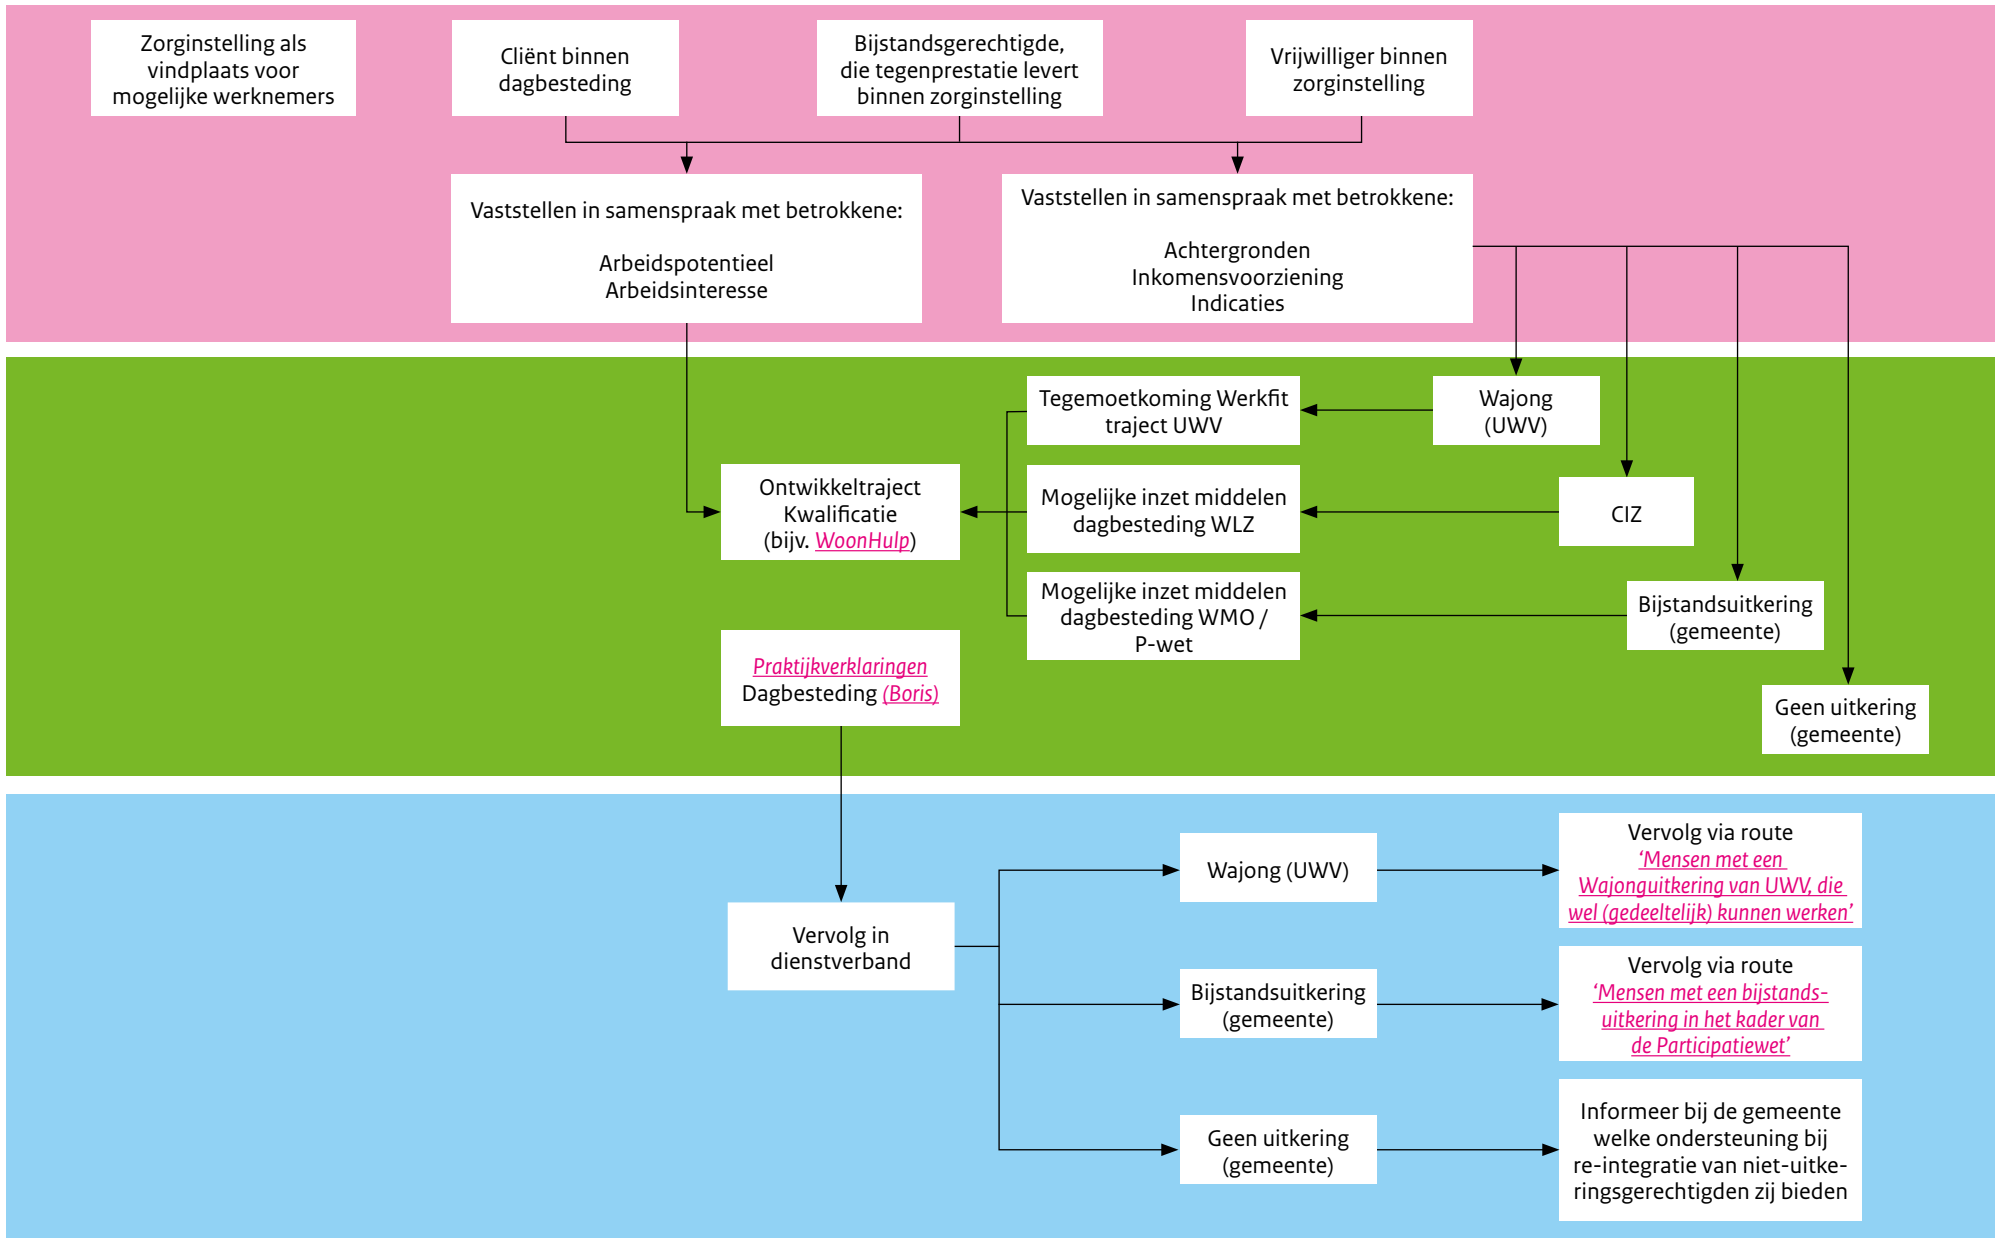 Zorginstelling als
vindplaats voor
mogelijke werknemers
Cliënt binnen
dagbesteding
Bijstandsgerechtigde,
die tegenprestatie levert
binnen zorginstelling
Vrijwilliger binnen
zorginstelling
Vaststellen in samenspraak met betrokkene:
Arbeidspotentieel
Arbeidsinteresse
Vaststellen in samenspraak met betrokkene:
Achtergronden
Inkomensvoorziening
Indicaties
Tegemoetkoming Werkfit
traject UWV
Wajong
(UWV)
Ontwikkeltraject
Kwalificatie
(bijv. WoonHulp)
Mogelijke inzet middelen
dagbesteding WLZ
CIZ
Mogelijke inzet middelen
dagbesteding WMO /
P-wet
Bijstandsuitkering
(gemeente)
Praktijkverklaringen
Dagbesteding (Boris)
Geen uitkering
(gemeente)
Vervolg in
dienstverband
Wajong (UWV)
Vervolg via route
‘Mensen met een
Wajonguitkering van UWV, die
wel (gedeeltelijk) kunnen werken’
Bijstandsuitkering
(gemeente)
Vervolg via route
‘Mensen met een bijstands-
uitkering in het kader van
de Participatiewet’
Geen uitkering
(gemeente)
Informeer bij de gemeente
welke ondersteuning bij
re-integratie van niet-uitke-
ringsgerechtigden zij bieden